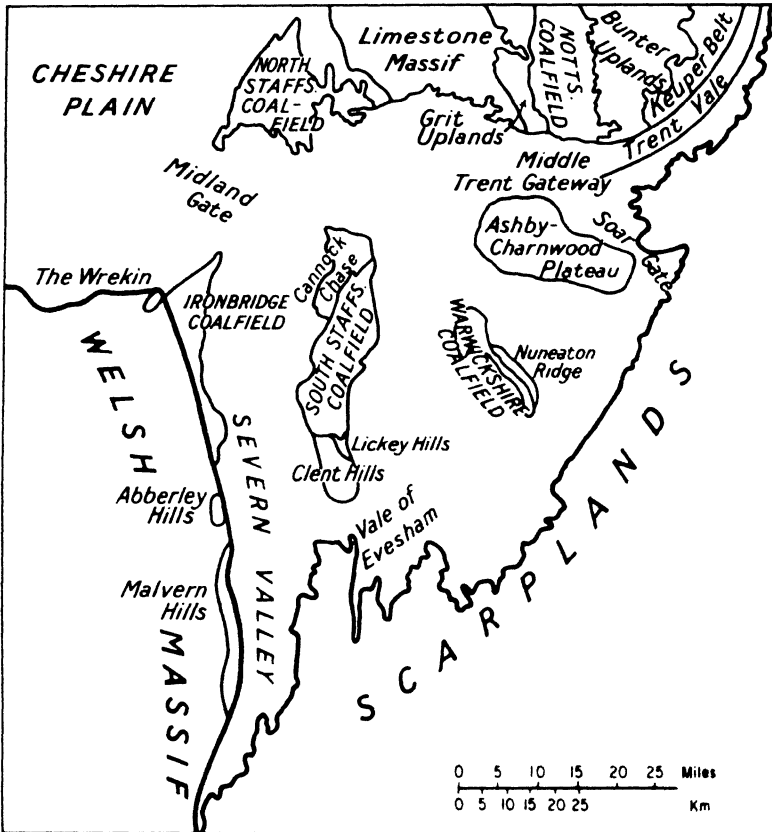 CHESHIRE
PLAIN
NORTH
STAFFS.
COAL-
FIELD
Limestone
Massif
Grit
Uplands
NOTTS.
COALFIELD
Bunter
Uplands
Keuper Belt
Trent Vale
Middle
Trent Gateway
Midland
Gate
Ashby-
Charnwood
Plateau
Soar
Gate
The Wrekin
IRONBRIDGE
COALFIELD
Cannock
Chase
SOUTH STAFFS.
COALFIELD
WARWICKSHIRE
COALFIELD
Nuneaton
Ridge
WELSH
MASSIF
SEVERN VALLEY
Lickey Hills
Clent Hills
Abberley
Hills
Vale of
Evesham
Malvern
Hills
SCARPLANDS
0 5 10 15 20 25 Miles
0 5 10 15 20 25 Km